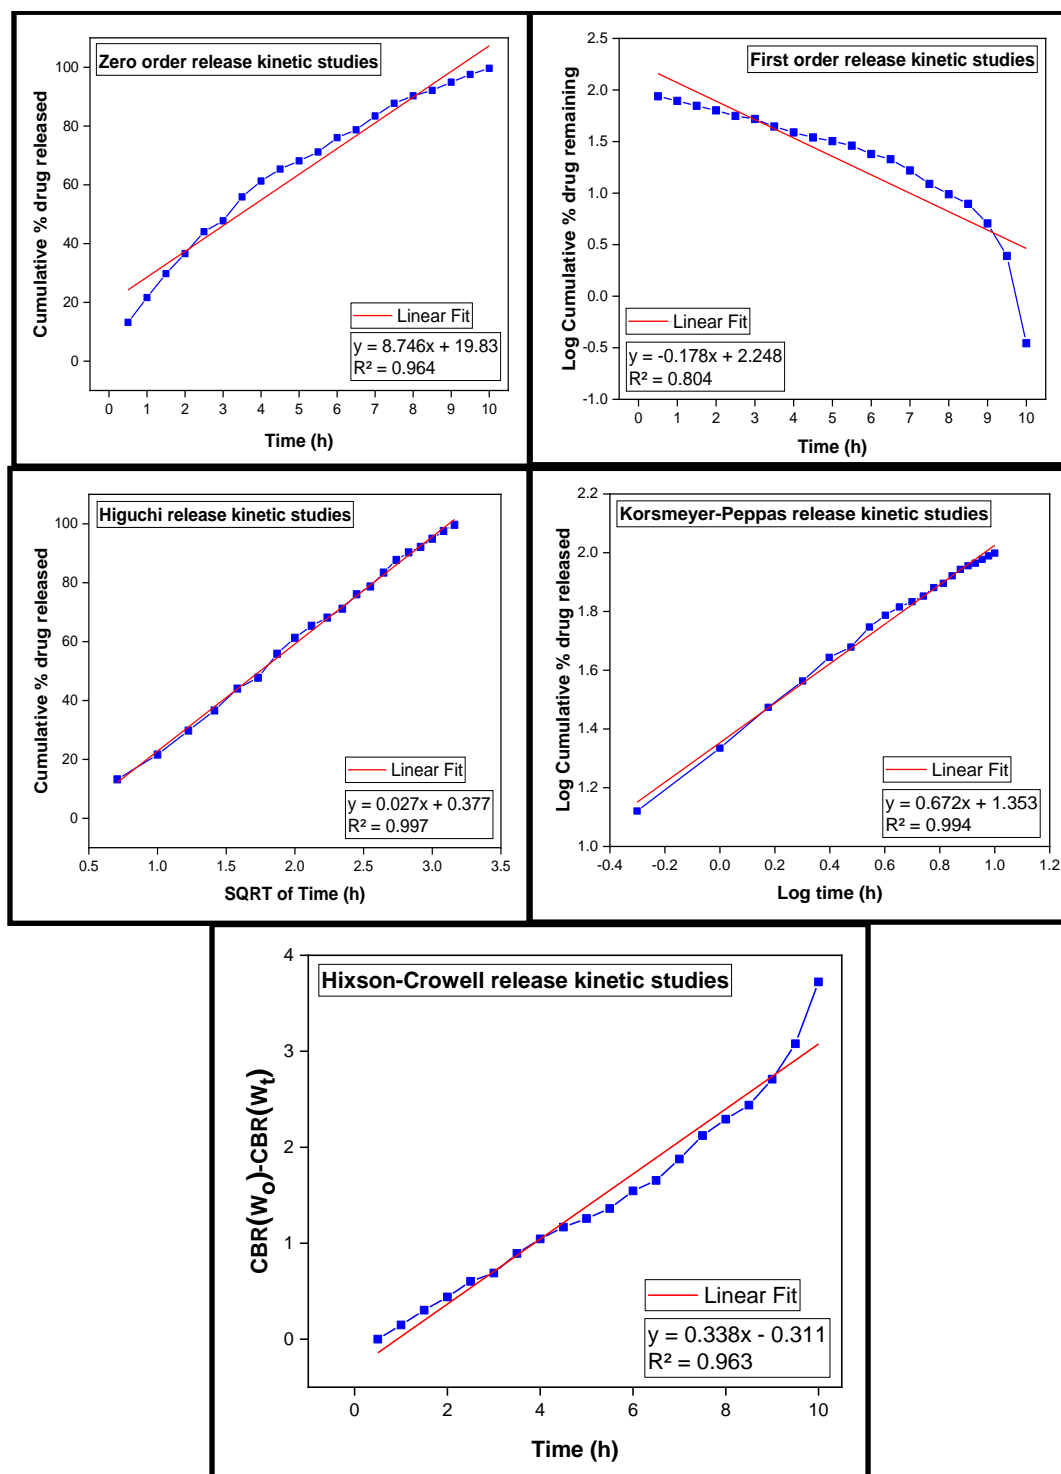 Zero order release kinetic studies
Cumulative % drug released
100
80
60
40
20
0
Linear Fit
y = 8.746x + 19.83
R² = 0.964
0 1 2 3 4 5 6 7 8 9 10
Time (h)
First order release kinetic studies
Log Cumulative % drug remaining
2.5
2.0
1.5
1.0
0.5
0.0
-0.5
-1.0
Linear Fit
y = -0.178x + 2.248
R² = 0.804
0 1 2 3 4 5 6 7 8 9 10
Time (h)
Higuchi release kinetic studies
Cumulative % drug released
100
80
60
40
20
0
Linear Fit
y = 0.027x + 0.377
R² = 0.997
0.5 1.0 1.5 2.0 2.5 3.0 3.5
SQRT of Time (h)
Korsmeyer-Peppas release kinetic studies
Log Cumulative % drug released
2.2
2.0
1.8
1.6
1.4
1.2
1.0
Linear Fit
y = 0.672x + 1.353
R² = 0.994
-0.4 -0.2 0.0 0.2 0.4 0.6 0.8 1.0 1.2
Log time (h)
Hixson-Crowell release kinetic studies
CBR(W₀)-CBR(Wₜ)
4
3
2
1
0
Linear Fit
y = 0.338x - 0.311
R² = 0.963
0 2 4 6 8 10
Time (h)